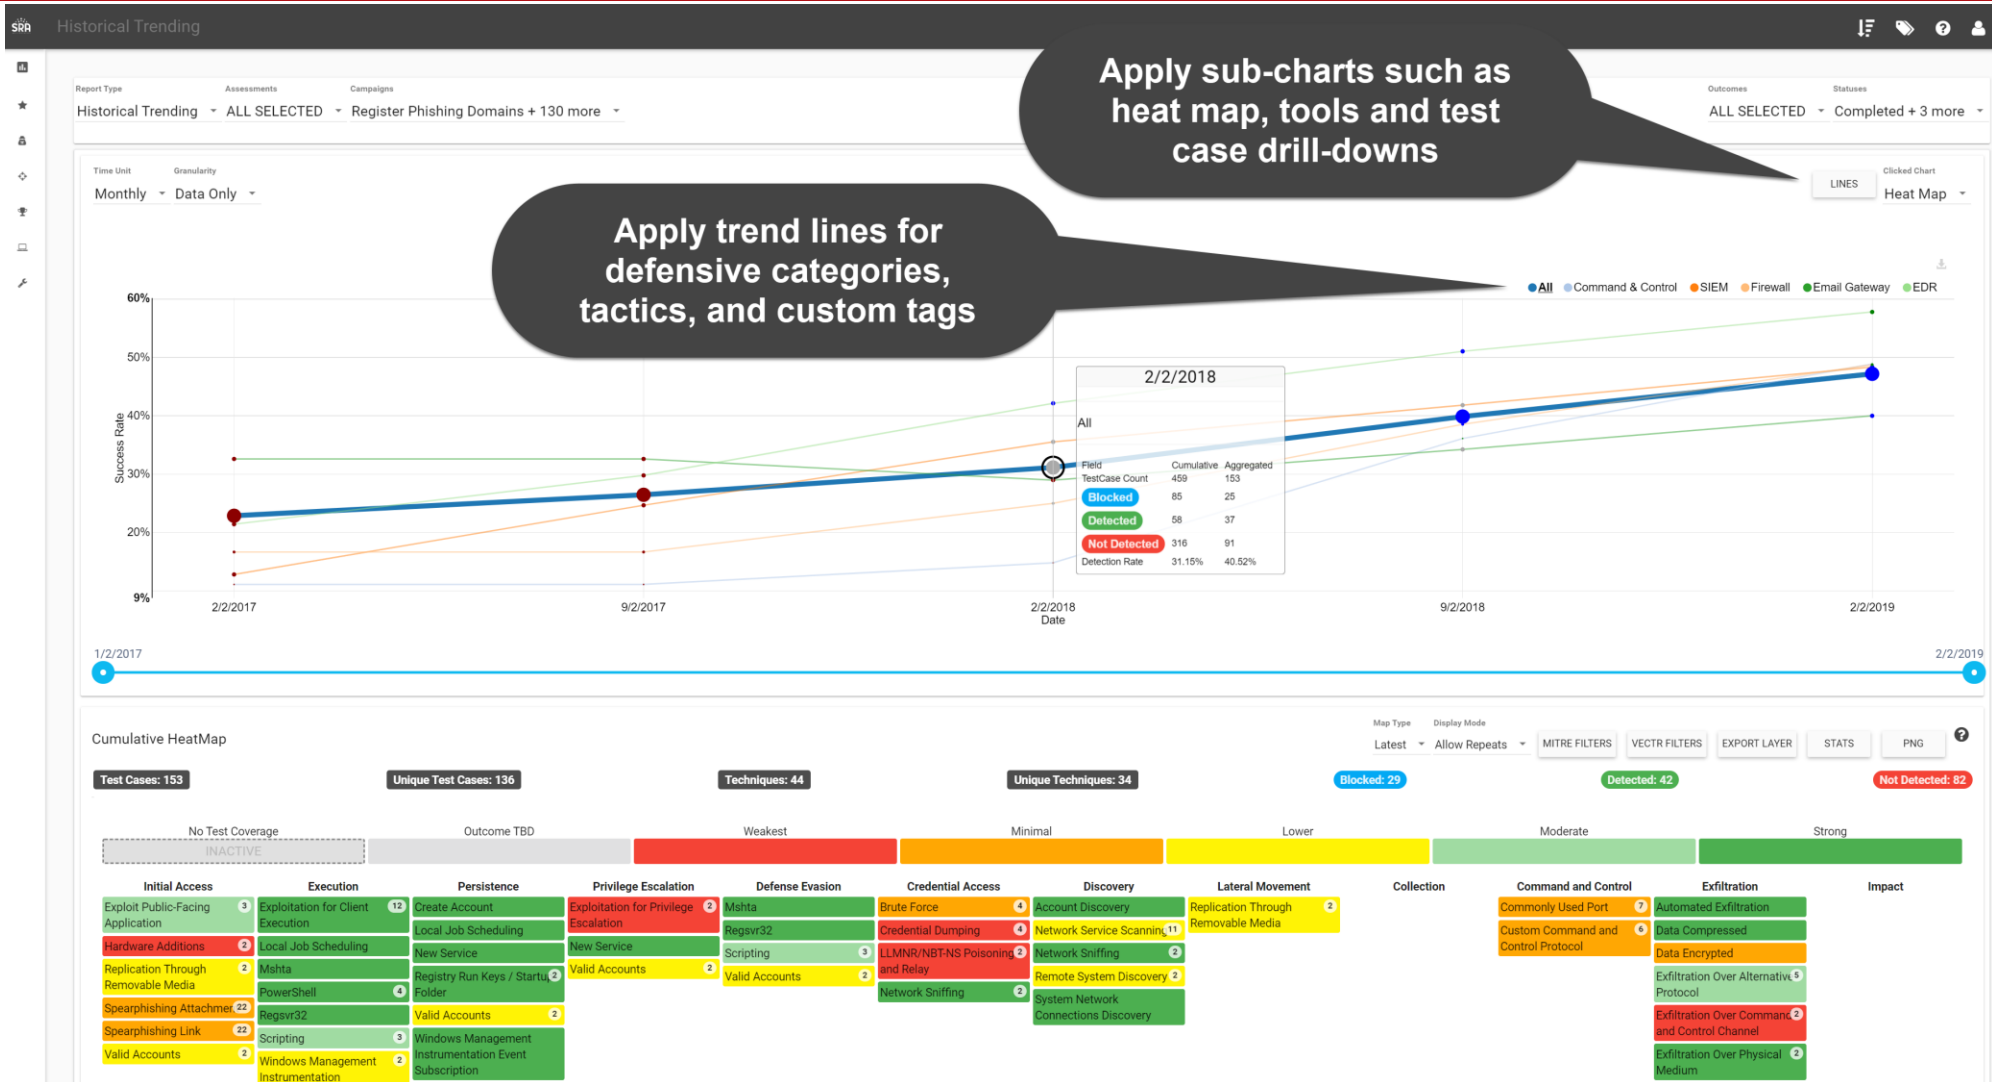 SRA
Historical Trending
Apply sub-charts such as
heat map, tools and test
case drill-downs
Report Type
Assessments
Campaigns
Outcomes
Statuses
Historical Trending
ALL SELECTED
Register Phishing Domains + 130 more
ALL SELECTED
Completed + 3 more
Time Unit
Granularity
Monthly
Data Only
LINES
Clicked Chart
Heat Map
Apply trend lines for
defensive categories,
tactics, and custom tags
All
Command & Control
SIEM
Firewall
Email Gateway
EDR
60%
50%
40%
30%
20%
9%
Success Rate
2/2/2018
All
Field Cumulative Aggregated
TestCase Count 459 153
Blocked 85 25
Detected 58 37
Not Detected 316 91
Detection Rate 31.15% 40.52%
2/2/2017
9/2/2017
2/2/2018
9/2/2018
2/2/2019
Date
1/2/2017
2/2/2019
Cumulative HeatMap
Map Type
Latest
Display Mode
Allow Repeats
MITRE FILTERS
VECTR FILTERS
EXPORT LAYER
STATS
PNG
?
Test Cases: 153
Unique Test Cases: 136
Techniques: 44
Unique Techniques: 34
Blocked: 29
Detected: 42
Not Detected: 82
No Test Coverage
Outcome TBD
Weakest
Minimal
Lower
Moderate
Strong
INACTIVE
Initial Access
Exploit Public-Facing 3
Application
Hardware Additions 2
Replication Through 2
Removable Media
Spearphishing Attachmen 22
Spearphishing Link 22
Valid Accounts 2
Execution
Exploitation for Client 12
Execution
Local Job Scheduling
Mshta
PowerShell 4
Regsvr32
Scripting 3
Windows Management 2
Instrumentation
Persistence
Create Account
Local Job Scheduling
New Service
Registry Run Keys / Startup 2
Folder
Valid Accounts 2
Windows Management
Instrumentation Event
Subscription
Privilege Escalation
Exploitation for Privilege 2
Escalation
New Service
Valid Accounts 2
Defense Evasion
Mshta
Regsvr32
Scripting 3
Valid Accounts 2
Credential Access
Brute Force 4
Credential Dumping 4
LLMNR/NBT-NS Poisoning 2
and Relay
Network Sniffing 2
Discovery
Account Discovery
Network Service Scanning 11
Network Sniffing 2
Remote System Discovery 2
System Network
Connections Discovery
Lateral Movement
Replication Through 2
Removable Media
Collection
Command and Control
Commonly Used Port 7
Custom Command and 6
Control Protocol
Exfiltration
Automated Exfiltration
Data Compressed
Data Encrypted
Exfiltration Over Alternative 5
Protocol
Exfiltration Over Command 2
and Control Channel
Exfiltration Over Physical 2
Medium
Impact